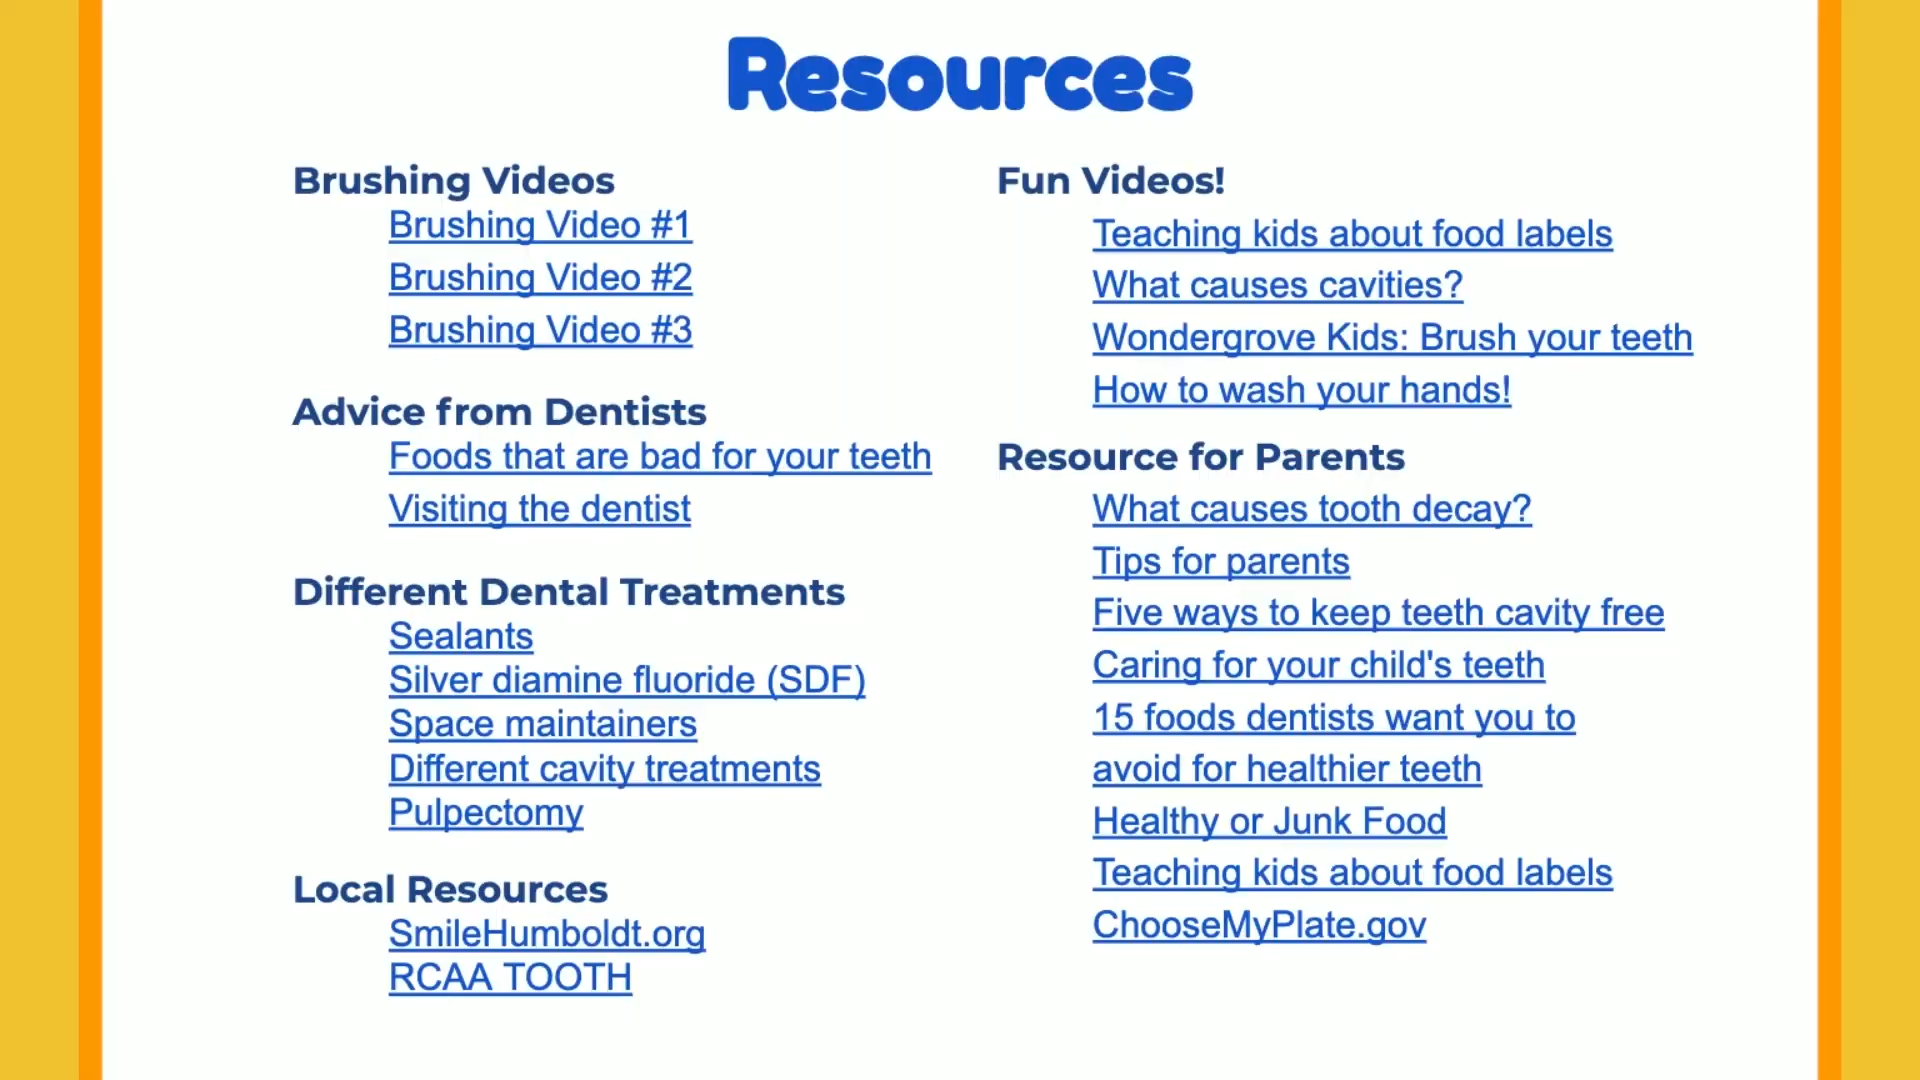 Resources
Brushing Videos
Brushing Video #1
Brushing Video #2
Brushing Video #3
Advice from Dentists
Foods that are bad for your teeth
Visiting the dentist
Different Dental Treatments
Sealants
Silver diamine fluoride (SDF)
Space maintainers
Different cavity treatments
Pulpectomy
Local Resources
SmileHumboldt.org
RCAA TOOTH
Fun Videos!
Teaching kids about food labels
What causes cavities?
Wondergrove Kids: Brush your teeth
How to wash your hands!
Resource for Parents
What causes tooth decay?
Tips for parents
Five ways to keep teeth cavity free
Caring for your child's teeth
15 foods dentists want you to
avoid for healthier teeth
Healthy or Junk Food
Teaching kids about food labels
ChooseMyPlate.gov